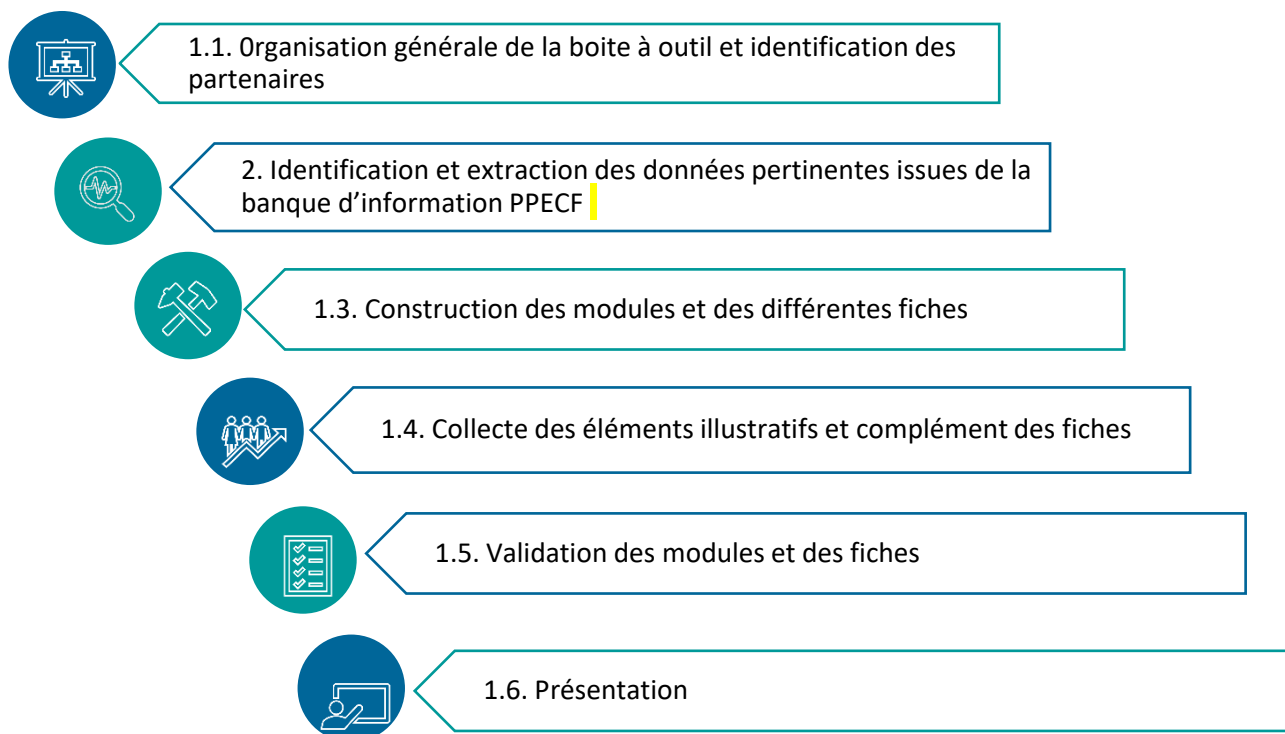 1.1. 0rganisation générale de la boite à outil et identification des
partenaires
2. Identification et extraction des données pertinentes issues de la
banque d’information PPECF
1.3. Construction des modules et des différentes fiches
1.4. Collecte des éléments illustratifs et complément des fiches
1.5. Validation des modules et des fiches
1.6. Présentation